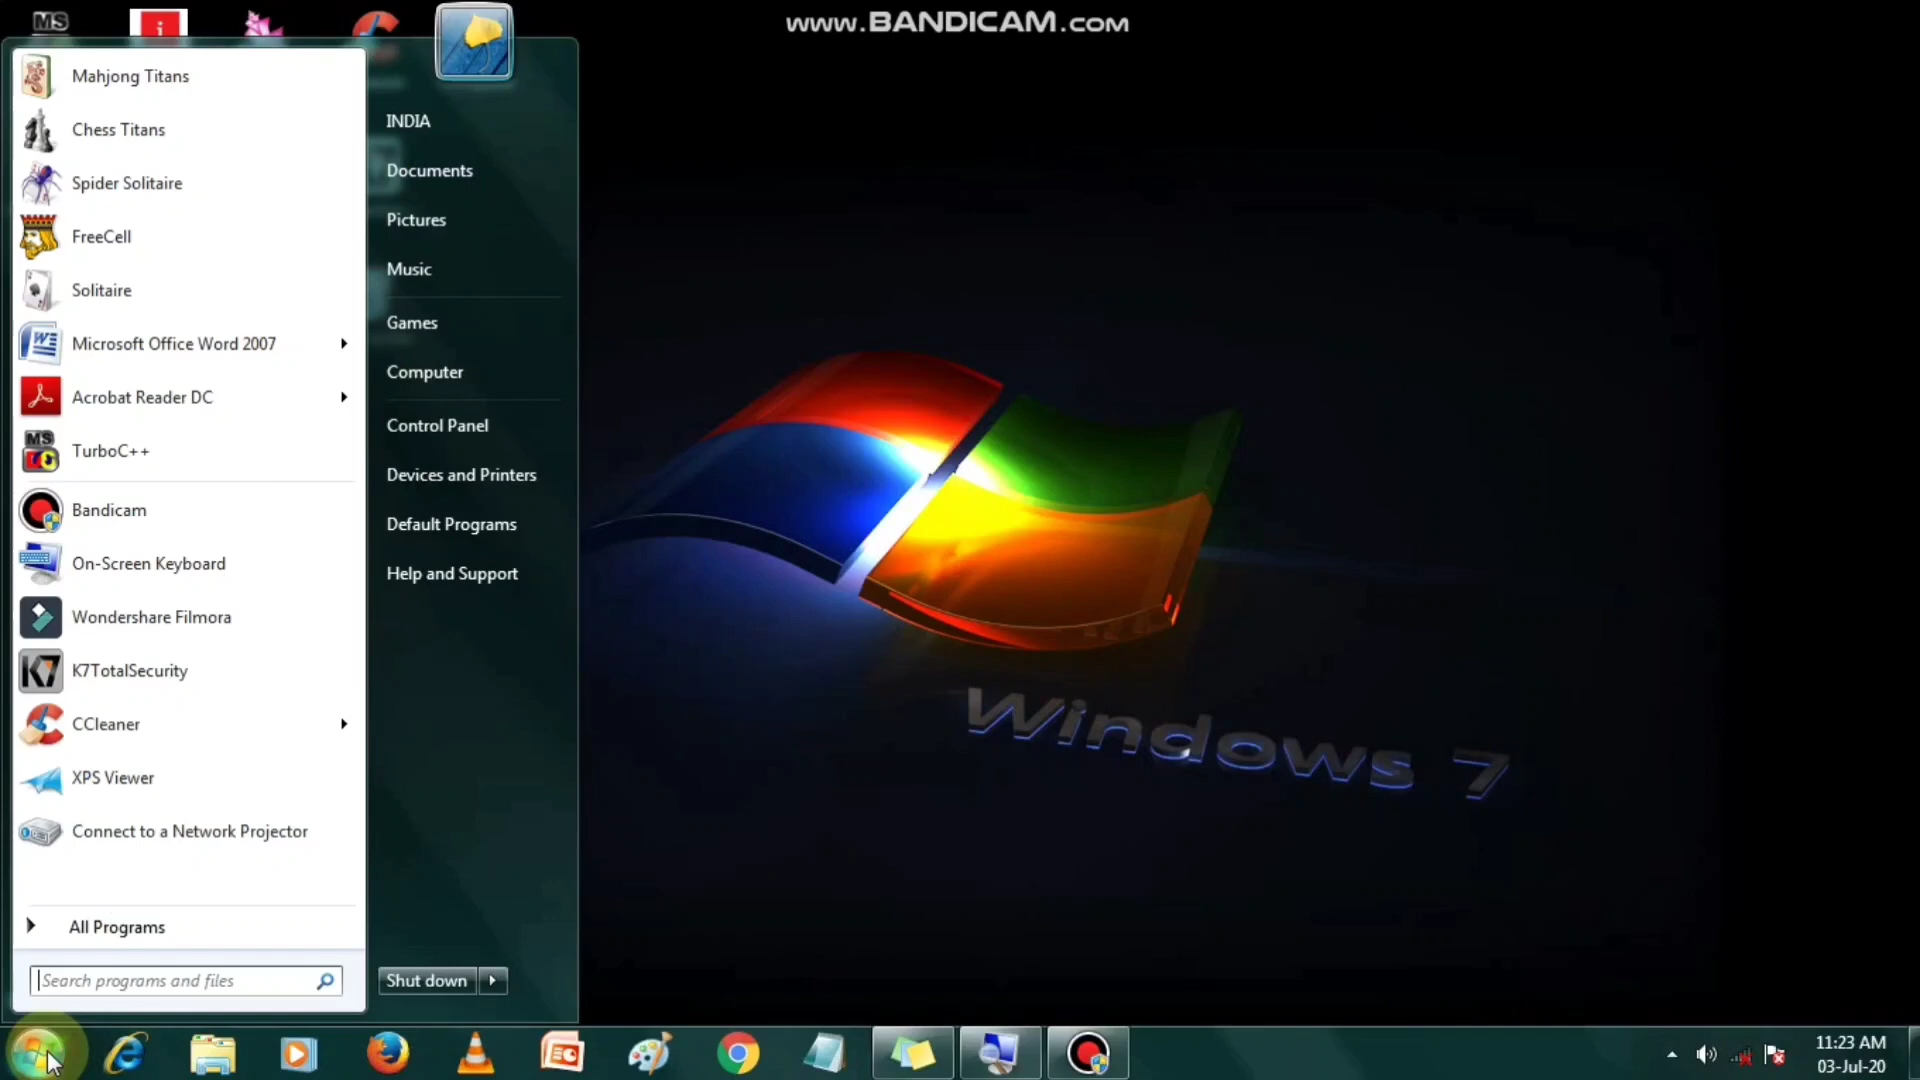 www.BANDICAM.com
MS
i
Mahjong Titans
Chess Titans
Spider Solitaire
FreeCell
Solitaire
Microsoft Office Word 2007
Acrobat Reader DC
MS
TurboC++
Bandicam
On-Screen Keyboard
Wondershare Filmora
K7
K7TotalSecurity
CCleaner
XPS Viewer
Connect to a Network Projector
All Programs
Search programs and files
INDIA
Documents
Pictures
Music
Games
Computer
Control Panel
Devices and Printers
Default Programs
Help and Support
Shut down
Windows 7
11:23 AM
03-Jul-20